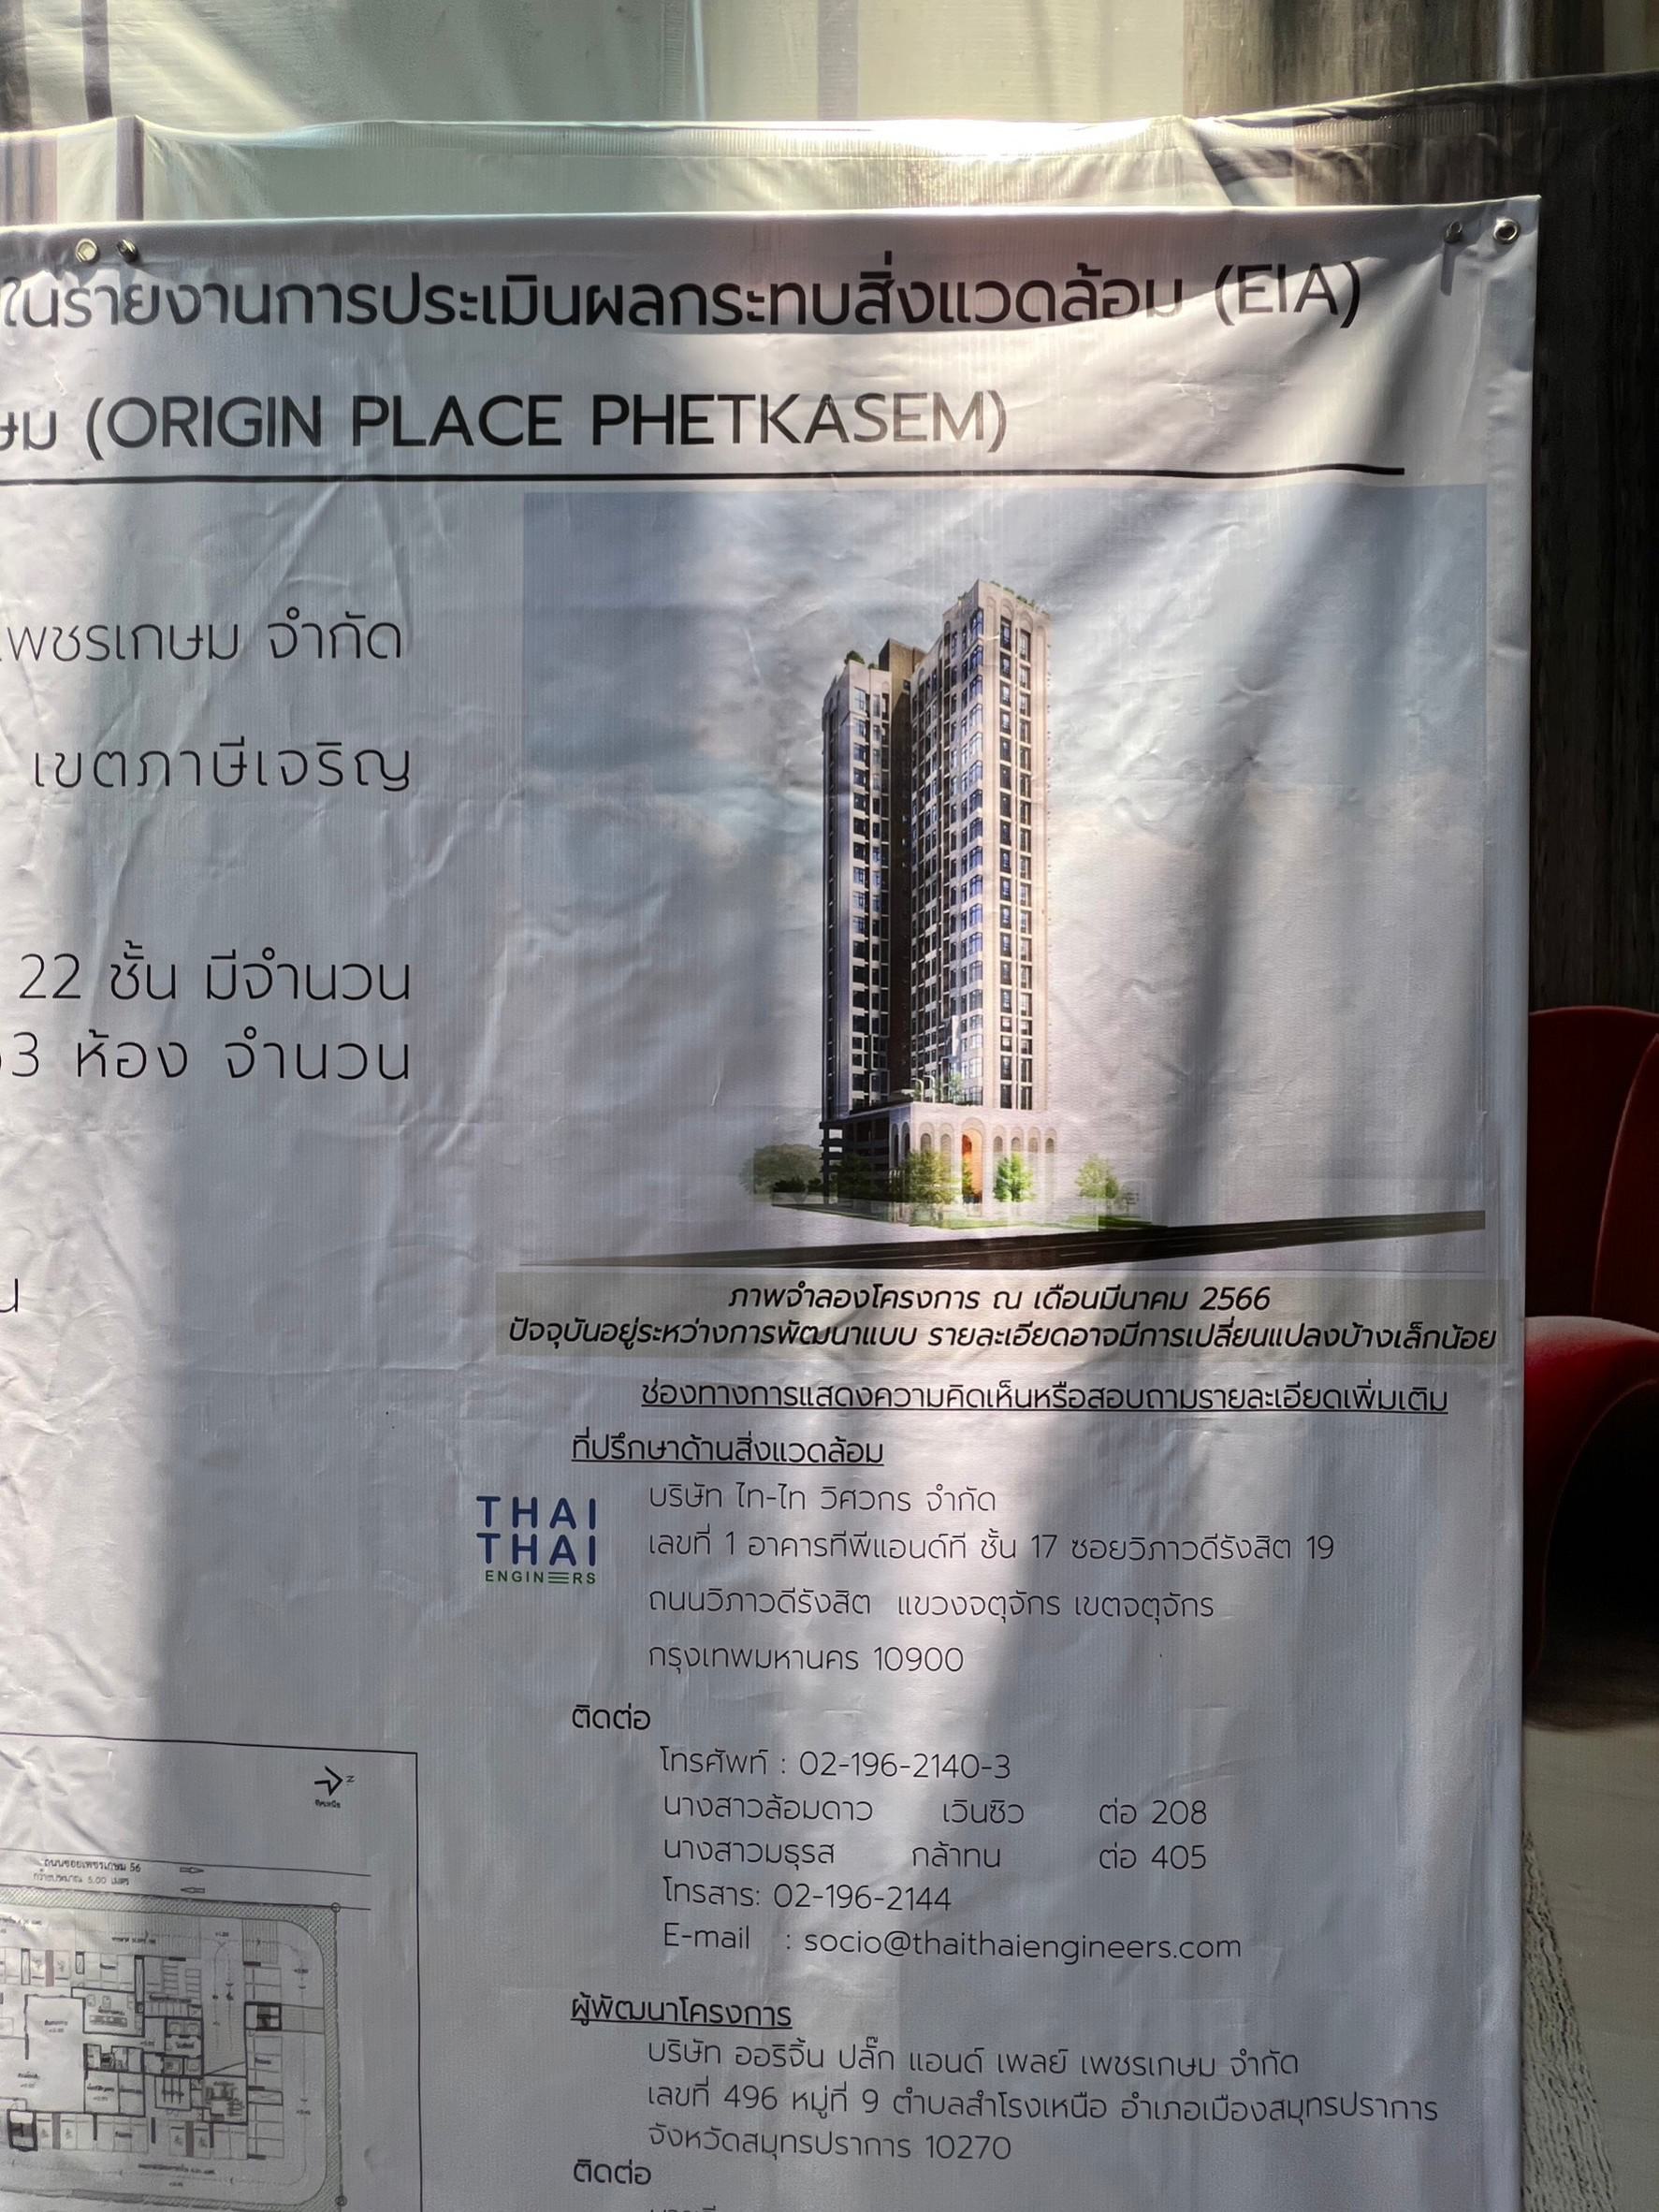 ในรายงานการประเมินผลกระทบสิ่งแวดล้อม (EIA)
ษม (ORIGIN PLACE PHETKASEM)
เพชรเกษม จำกัด
เขตภาษีเจริญ
22 ชั้น มีจำนวน
3 ห้อง จำนวน
น
ภาพจำลองโครงการ ณ เดือนมีนาคม 2566
ปัจจุบันอยู่ระหว่างการพัฒนาแบบ รายละเอียดอาจมีการเปลี่ยนแปลงบ้างเล็กน้อย
ช่องทางการแสดงความคิดเห็นหรือสอบถามรายละเอียดเพิ่มเติม
ที่ปรึกษาด้านสิ่งแวดล้อม
THAI
THAI
ENGINEERS
บริษัท ไท-ไท วิศวกร จำกัด
เลขที่ 1 อาคารทีพีแอนด์ที ชั้น 17 ซอยวิภาวดีรังสิต 19
ถนนวิภาวดีรังสิต แขวงจตุจักร เขตจตุจักร
กรุงเทพมหานคร 10900
ติดต่อ
โทรศัพท์ : 02-196-2140-3
นางสาวล้อมดาว เวินซิว ต่อ 208
นางสาวมธุรส กล้าทน ต่อ 405
โทรสาร: 02-196-2144
E-mail : socio@thaithaiengineers.com
ผู้พัฒนาโครงการ
บริษัท ออริจิ้น ปลั๊ก แอนด์ เพลย์ เพชรเกษม จำกัด
เลขที่ 496 หมู่ที่ 9 ตำบลสำโรงเหนือ อำเภอเมืองสมุทรปราการ
จังหวัดสมุทรปราการ 10270
ติดต่อ
N
ทิศเหนือ
ถนนซอยเพชรเกษม 56
กว้างประมาณ 5.00 เมตร